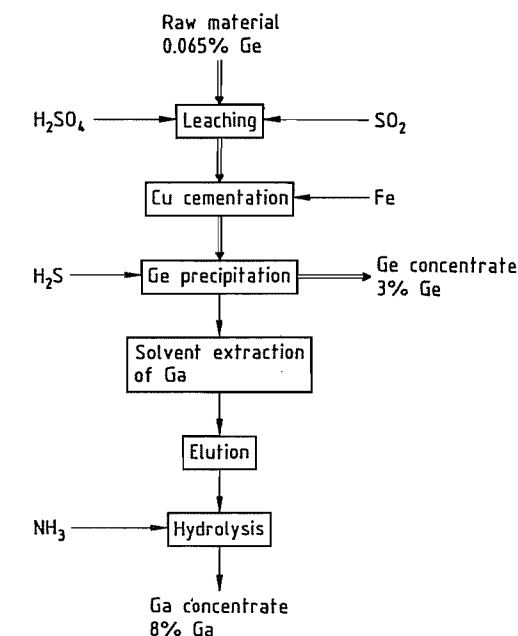 Raw material
0.065% Ge
H₂SO₄
Leaching
SO₂
Cu cementation
Fe
H₂S
Ge precipitation
Ge concentrate
3% Ge
Solvent extraction
of Ga
Elution
NH₃
Hydrolysis
Ga concentrate
8% Ga